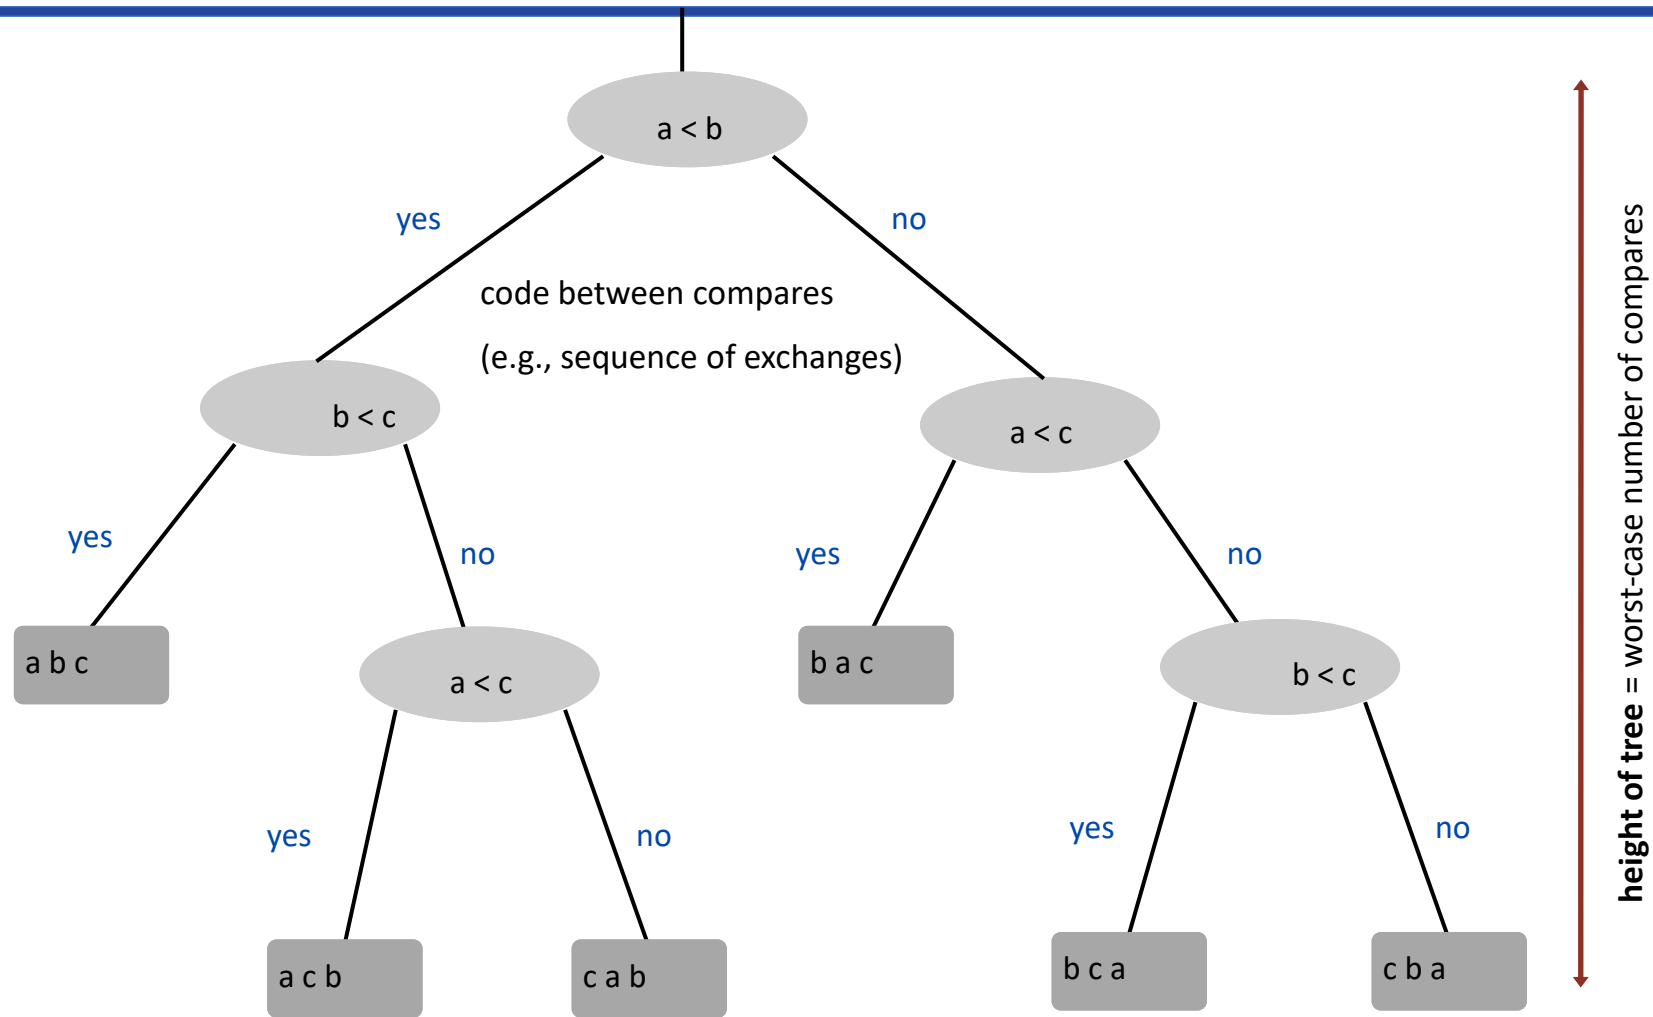 a < b
yes
no
code between compares
(e.g., sequence of exchanges)
b < c
a < c
yes
no
yes
no
a b c
a < c
b a c
b < c
yes
no
yes
no
a c b
c a b
b c a
c b a
height of tree = worst-case number of compares